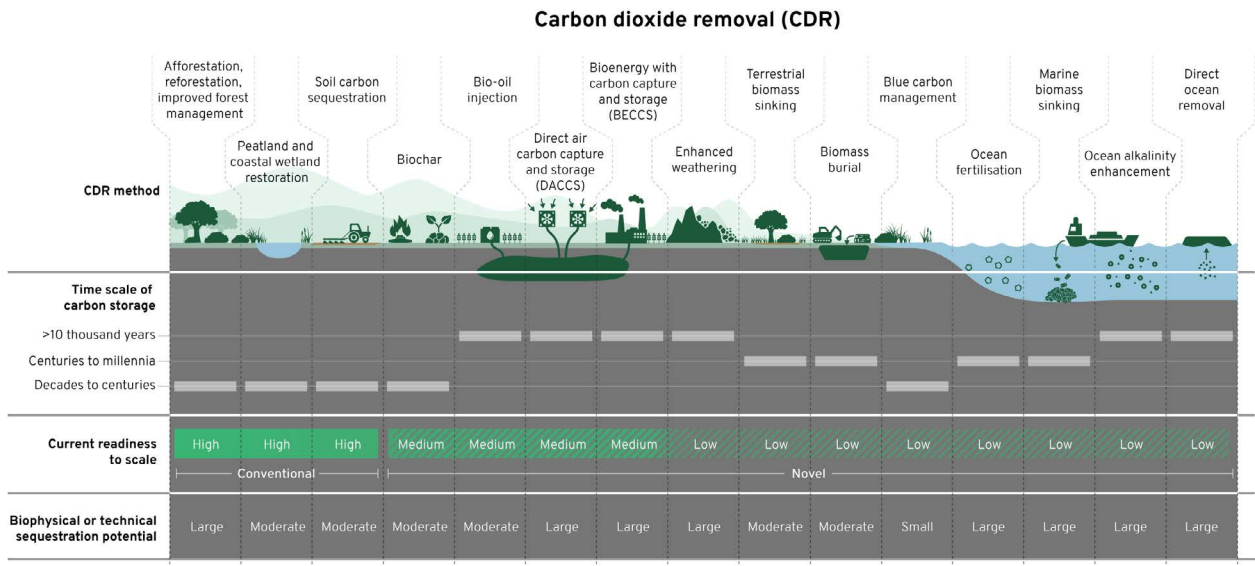 Carbon dioxide removal (CDR)
Afforestation,
reforestation,
improved forest
management
Peatland and
coastal wetland
restoration
Soil carbon
sequestration
Biochar
Bio-oil
injection
Direct air
carbon capture
and storage
(DACCS)
Bioenergy with
carbon capture
and storage
(BECCS)
Enhanced
weathering
Terrestrial
biomass
sinking
Biomass
burial
Blue carbon
management
Ocean
fertilisation
Marine
biomass
sinking
Ocean alkalinity
enhancement
Direct
ocean
removal
CDR method
Time scale of
carbon storage
>10 thousand years
Centuries to millennia
Decades to centuries
Current readiness
to scale
High High High Medium Medium Medium Medium Low Low Low Low Low Low Low Low
Conventional Novel
Biophysical or technical
sequestration potential
Large Moderate Moderate Moderate Moderate Large Large Large Moderate Moderate Small Large Large Large Large